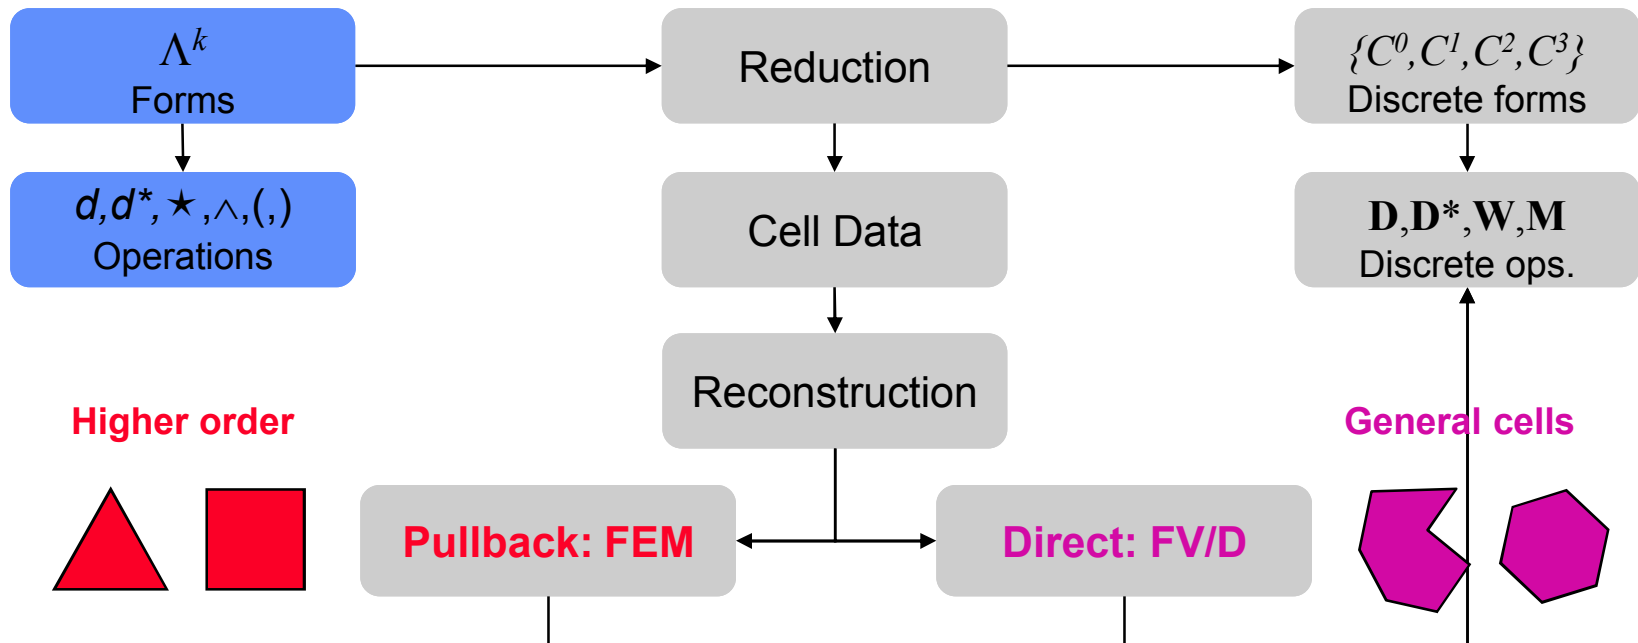 Λ^k
Forms
Reduction
{C^0,C^1,C^2,C^3}
Discrete forms
d,d*,★,∧,(,)
Operations
Cell Data
D,D*,W,M
Discrete ops.
Reconstruction
Higher order
General cells
Pullback: FEM
Direct: FV/D